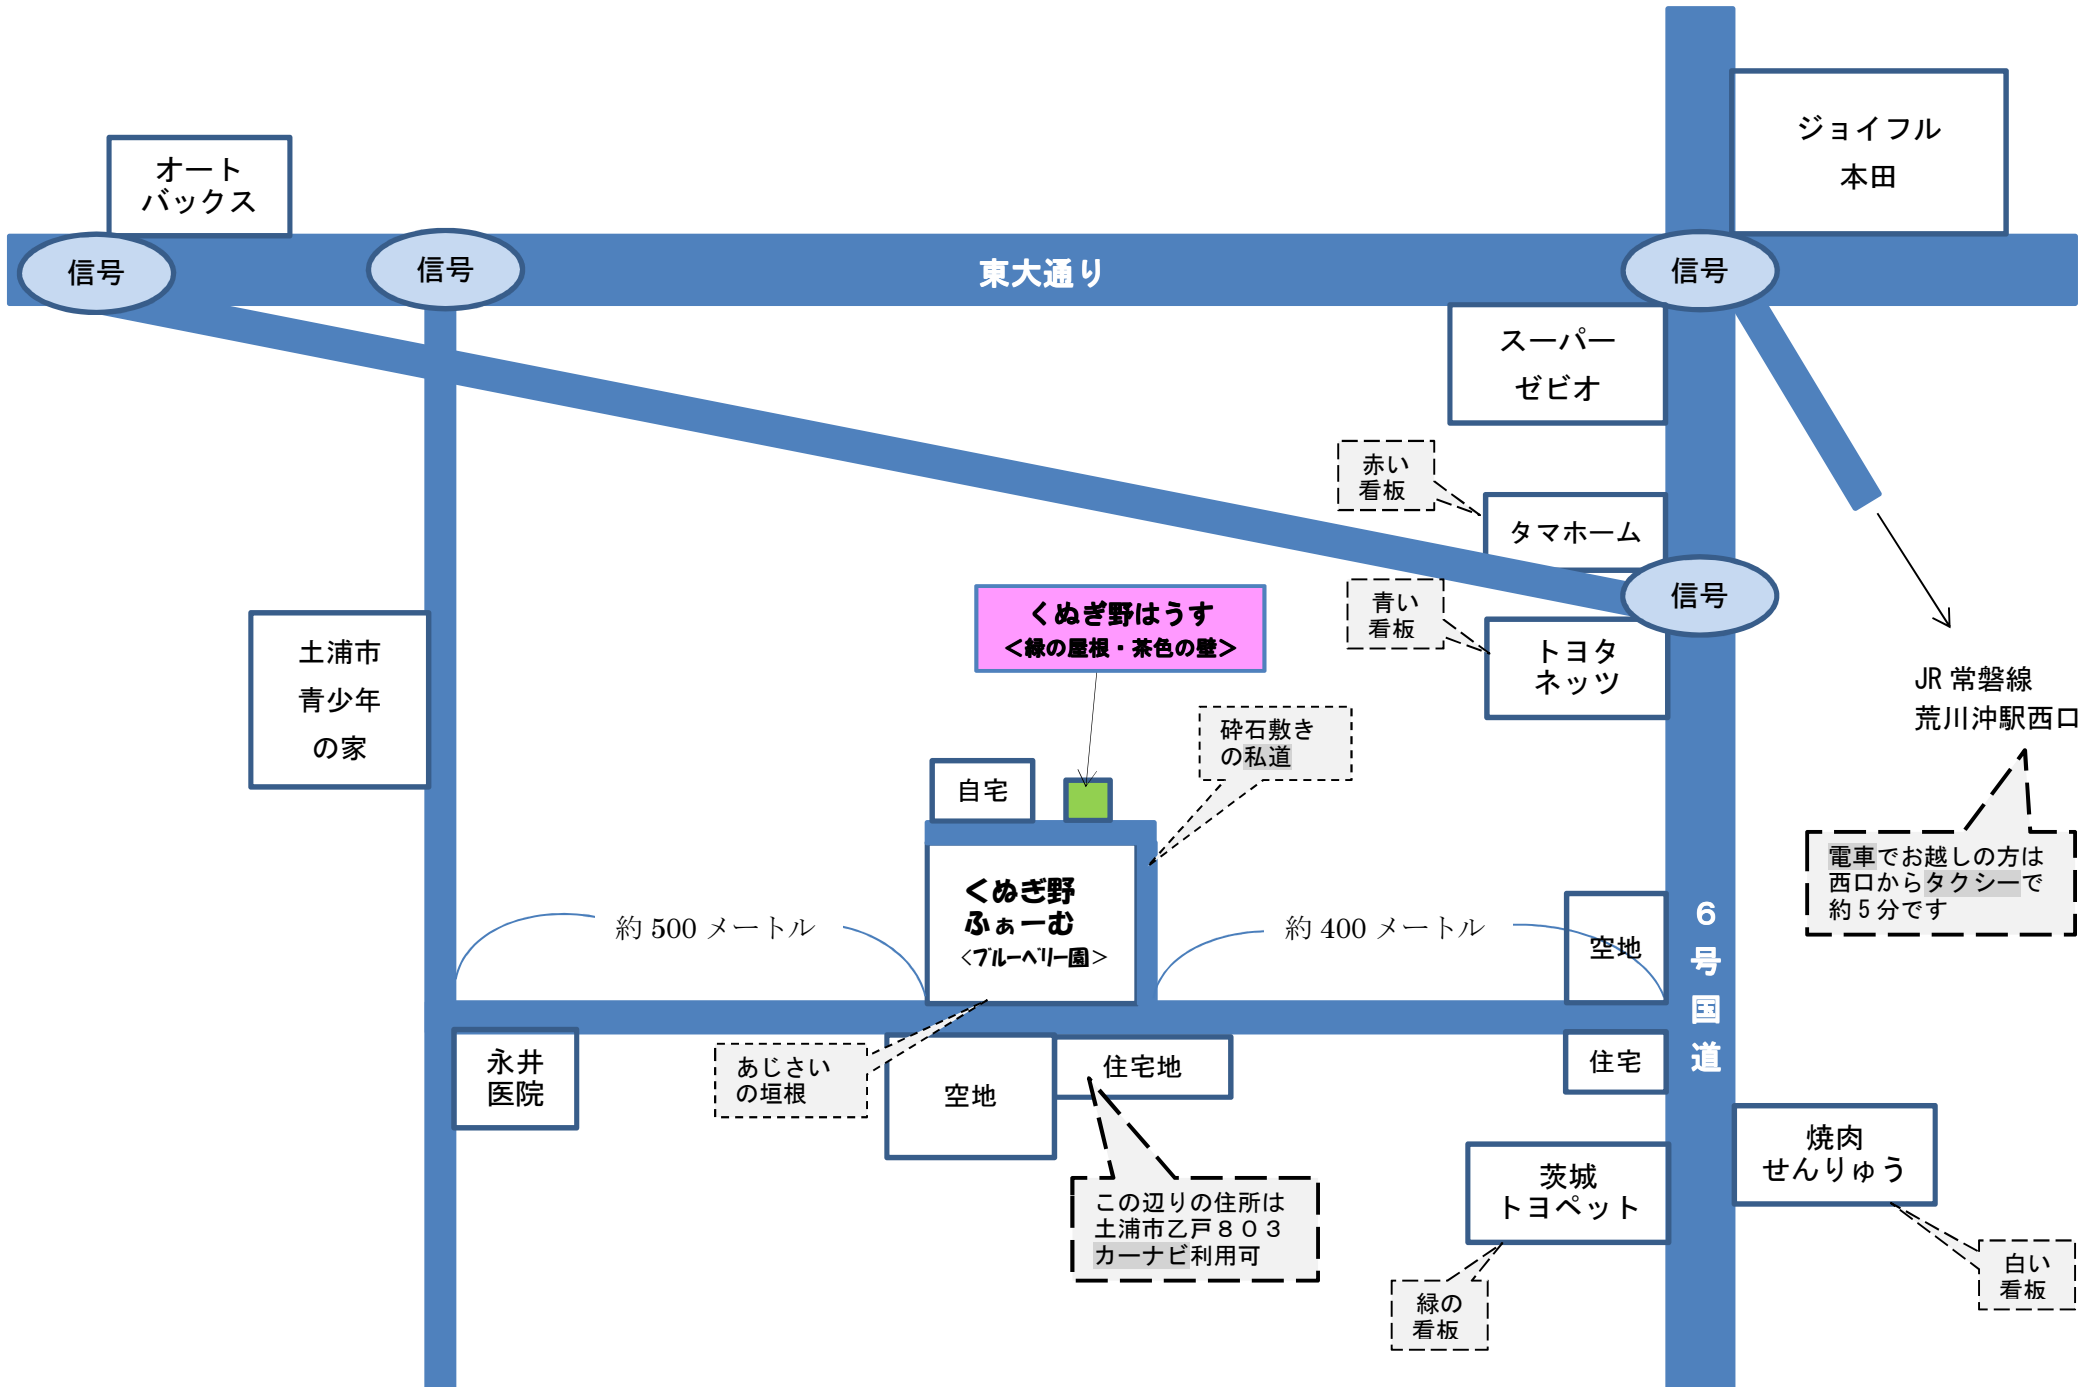 ジョイフル
本田
オート
バックス
信号
信号
東大通り
信号
スーパー
ゼビオ
赤い
看板
タマホーム
青い
看板
信号
くぬぎ野はうす
<緑の屋根・茶色の壁>
トヨタ
ネッツ
土浦市
青少年
の家
JR 常磐線
荒川沖駅西口
砕石敷き
の私道
自宅
電車でお越しの方は
西口からタクシーで
約5分です
くぬぎ野
ふぁーむ
<ブルーベリー園>
約 500 メートル
約 400 メートル
空地
6号国道
永井
医院
あじさい
の垣根
空地
住宅地
住宅
焼肉
せんりゅう
茨城
トヨペット
この辺りの住所は
土浦市乙戸803
カーナビ利用可
白い
看板
緑の
看板